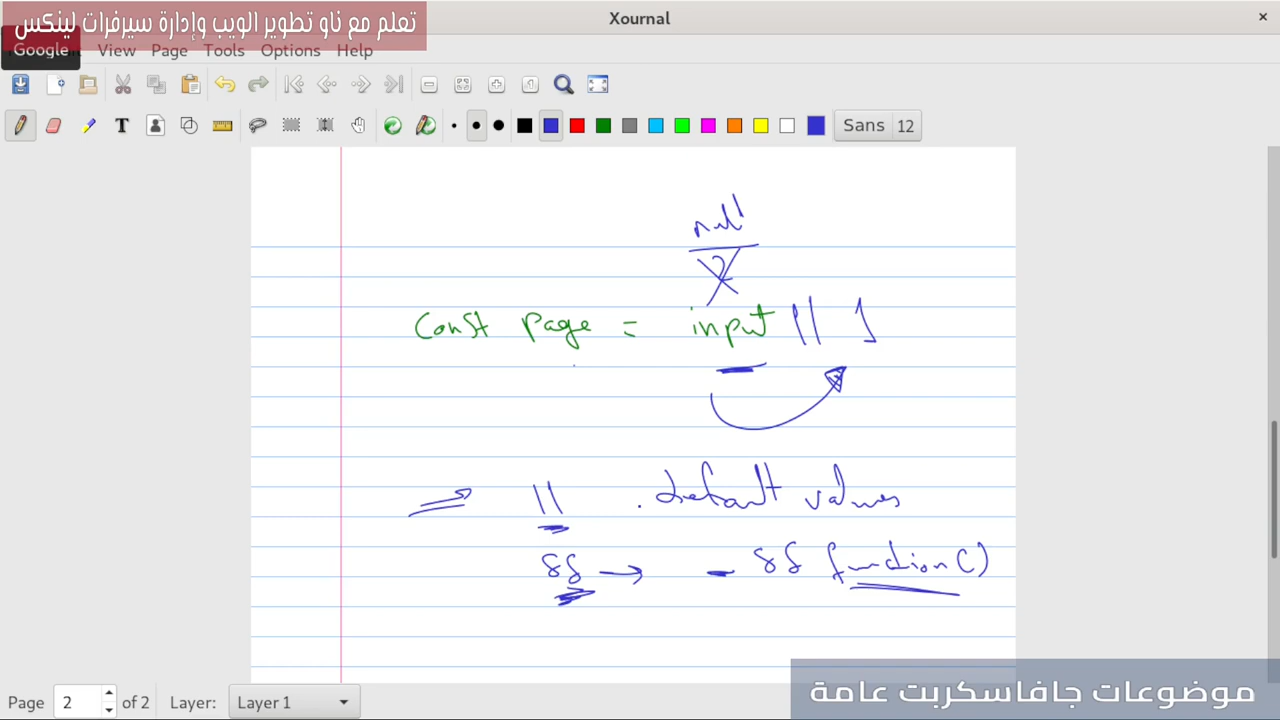 Xournal
تعلم مع ناو تطوير الويب وإدارة سيرفرات لينكس
Google View Page Tools Options Help
Sans 12
null
2
const page = input || 1
|| default values
&& → - && function()
Page 2 of 2 Layer: Layer 1
موضوعات جافاسكربت عامة